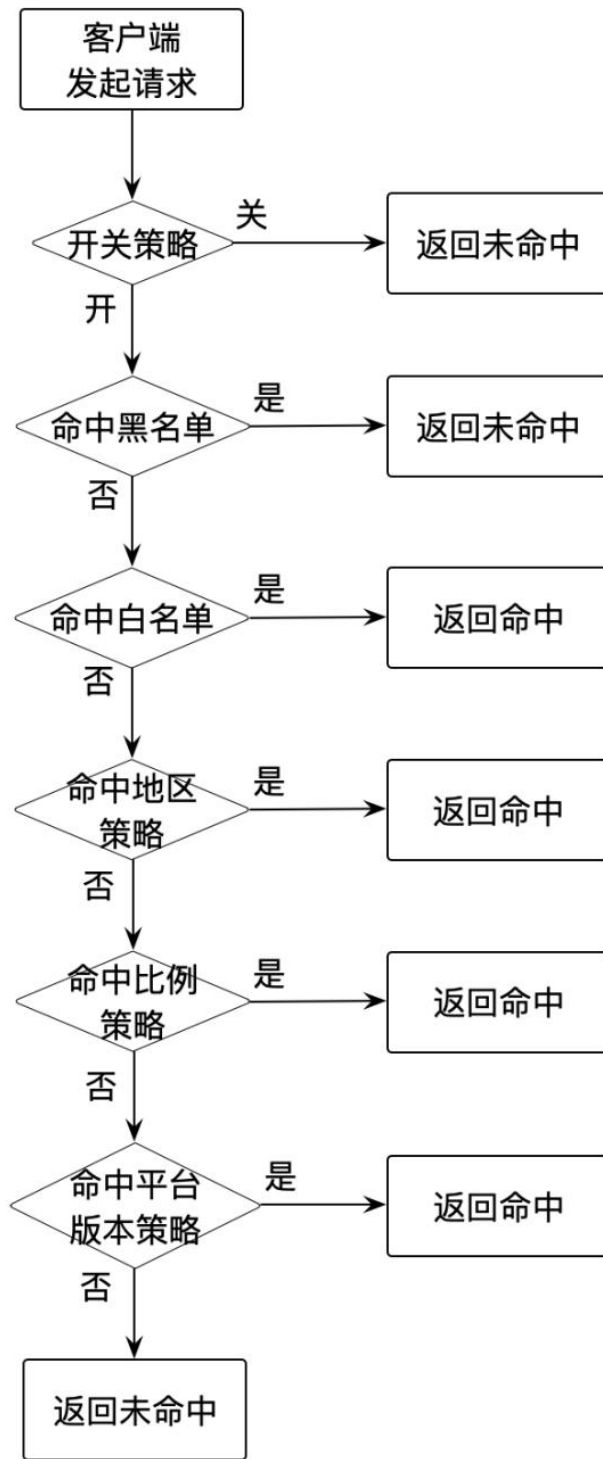 客户端
发起请求
开关策略
关
返回未命中
开
命中黑名单
是
返回未命中
否
命中白名单
是
返回命中
否
命中地区
策略
是
返回命中
否
命中比例
策略
是
返回命中
否
命中平台
版本策略
是
返回命中
否
返回未命中